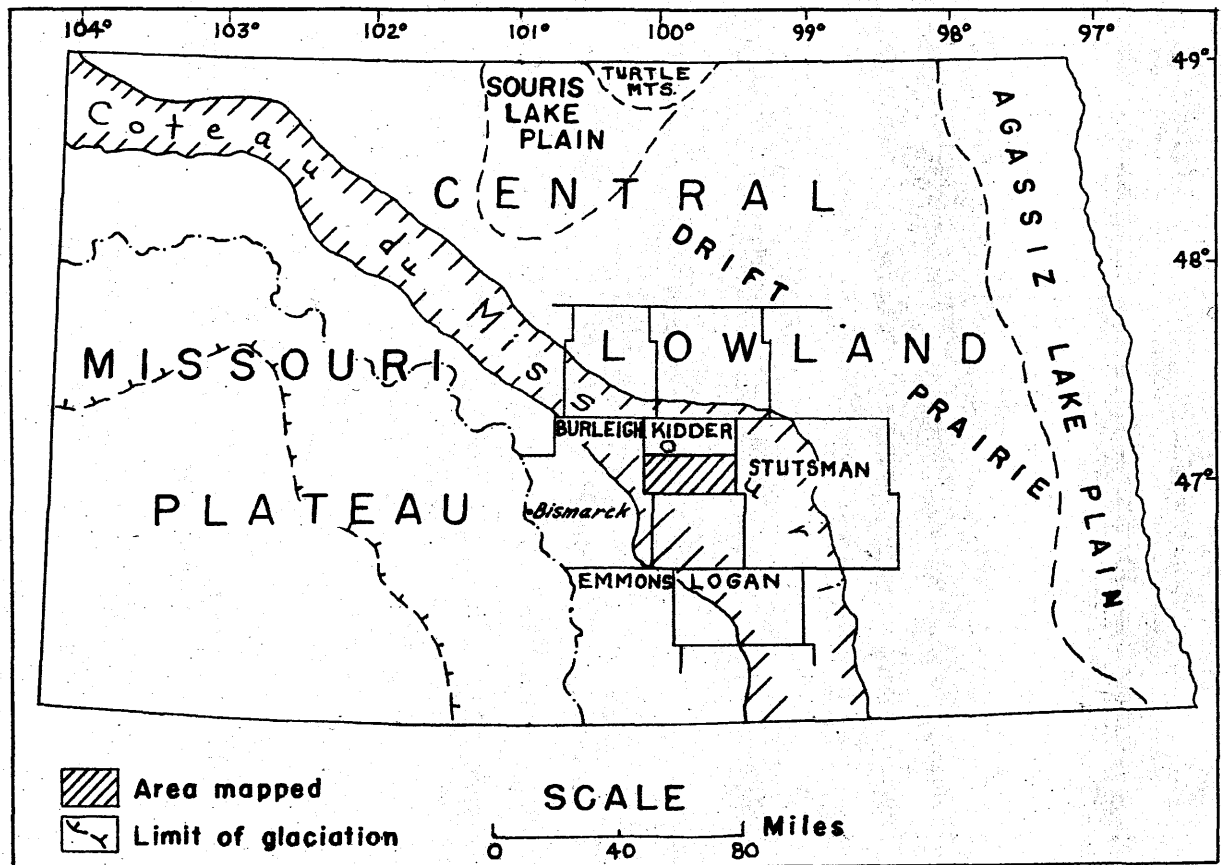 104° 103° 102° 101° 100° 99° 98° 97°
49°
48°
47°
TURTLE
MTS.
SOURIS
LAKE
PLAIN
Coteau du Miss
CENTRAL
LOWLAND
DRIFT
PRAIRIE
AGASSIZ LAKE PLAIN
MISSOURI
PLATEAU
BURLEIGH
KIDDER
STUTSMAN
Bismarck
EMMONS
LOGAN
Area mapped
Limit of glaciation
SCALE
Miles
0 40 80